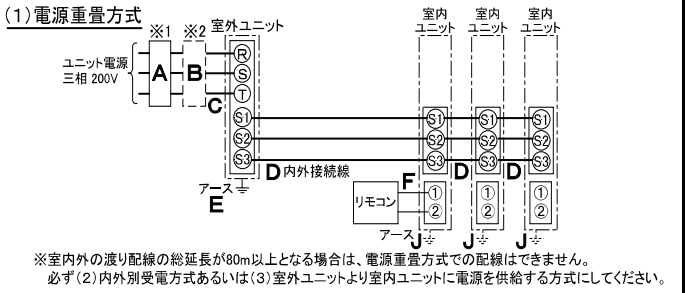 (1)電源重畳方式
※1 ※2 室外ユニット 室内ユニット 室内ユニット 室内ユニット
ユニット電源
三相 200V
A B C
R
S
T
S1 S1 S1 S1
S2 S2 S2 S2
S3 S3 S3 S3
D 内外接続線 D D
アース
E
F
リモコン
① ① ①
② ② ②
アース J J J
※室内外の渡り配線の総延長が80m以上となる場合は、電源重畳方式での配線はできません。
必ず(2)内外別受電方式あるいは(3)室外ユニットより室内ユニットに電源を供給する方式にしてください。